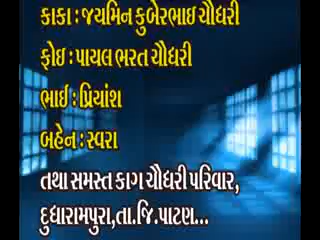 કાકા : જયમિન કુબેરભાઇ ચૌધરી
ફોઇ : પાયલ ભરત ચૌધરી
ભાઈ : પ્રિયાંશ
બહેન : સ્વરા
તથા સમસ્ત કાગ ચૌધરી પરિવાર,
દુધારામપુરા,તા.જિ.પાટણ...